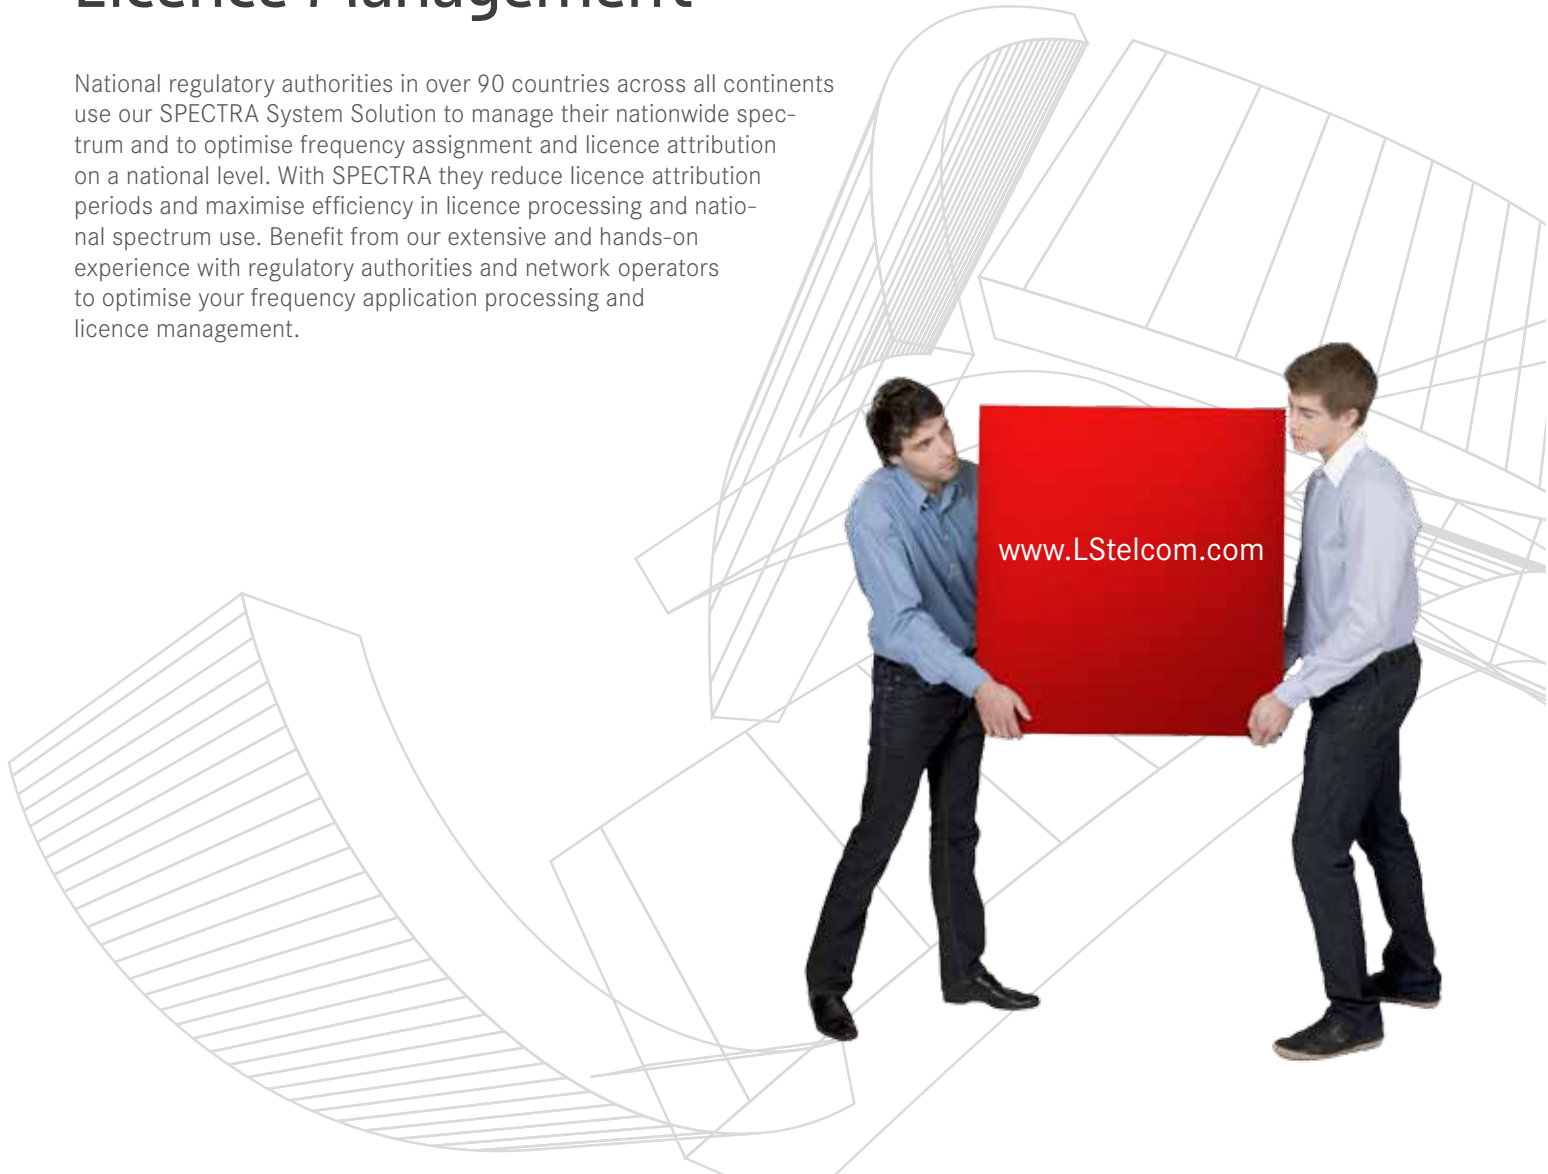 Licence Management
National regulatory authorities in over 90 countries across all continents
use our SPECTRA System Solution to manage their nationwide spec-
trum and to optimise frequency assignment and licence attribution
on a national level. With SPECTRA they reduce licence attribution
periods and maximise efficiency in licence processing and natio-
nal spectrum use. Benefit from our extensive and hands-on
experience with regulatory authorities and network operators
to optimise your frequency application processing and
licence management.
www.LStelcom.com